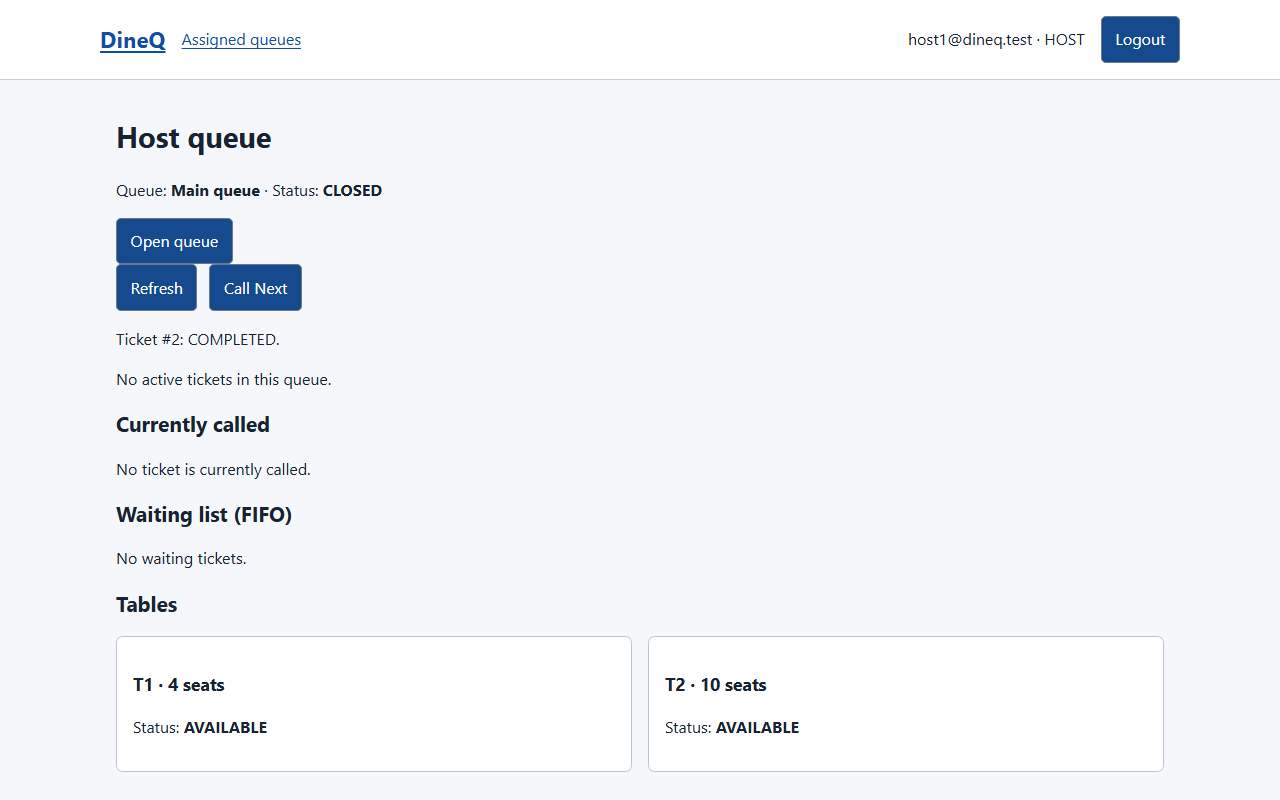 DineQ Assigned queues host1@dineq.test · HOST Logout
Host queue
Queue: Main queue · Status: CLOSED
Open queue
Refresh Call Next
Ticket #2: COMPLETED.
No active tickets in this queue.
Currently called
No ticket is currently called.
Waiting list (FIFO)
No waiting tickets.
Tables
T1 · 4 seats
Status: AVAILABLE
T2 · 10 seats
Status: AVAILABLE